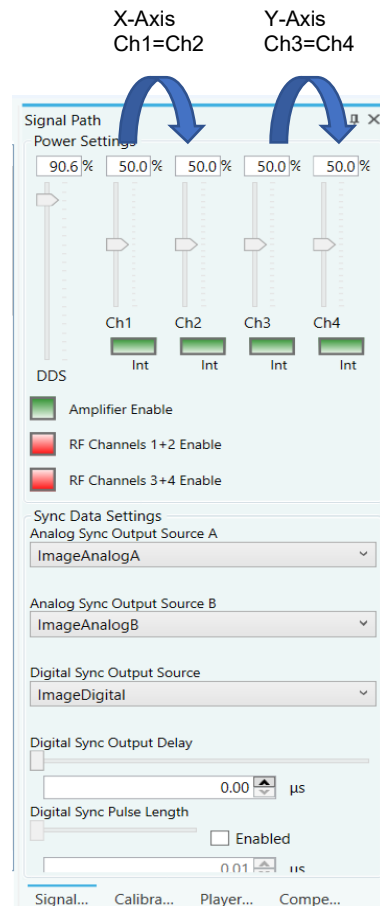 X-Axis Y-Axis
Ch1=Ch2 Ch3=Ch4
Signal Path
Power Settings
90.6 % 50.0 % 50.0 % 50.0 % 50.0 %
Ch1 Ch2 Ch3 Ch4
Int Int Int Int
DDS
Amplifier Enable
RF Channels 1+2 Enable
RF Channels 3+4 Enable
Sync Data Settings
Analog Sync Output Source A
ImageAnalogA
Analog Sync Output Source B
ImageAnalogB
Digital Sync Output Source
ImageDigital
Digital Sync Output Delay
0.00 µs
Digital Sync Pulse Length
Enabled
0.01 µs
Signal... Calibra... Player... Compe...